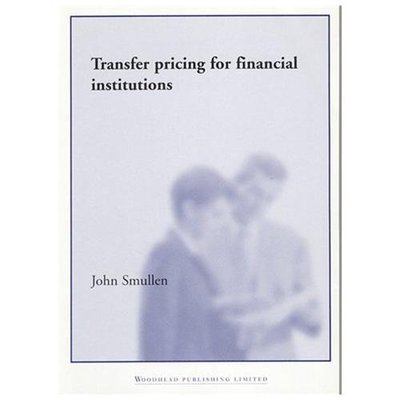 Transfer pricing for financial
institutions
John Smullen
WOODHEAD PUBLISHING LIMITED